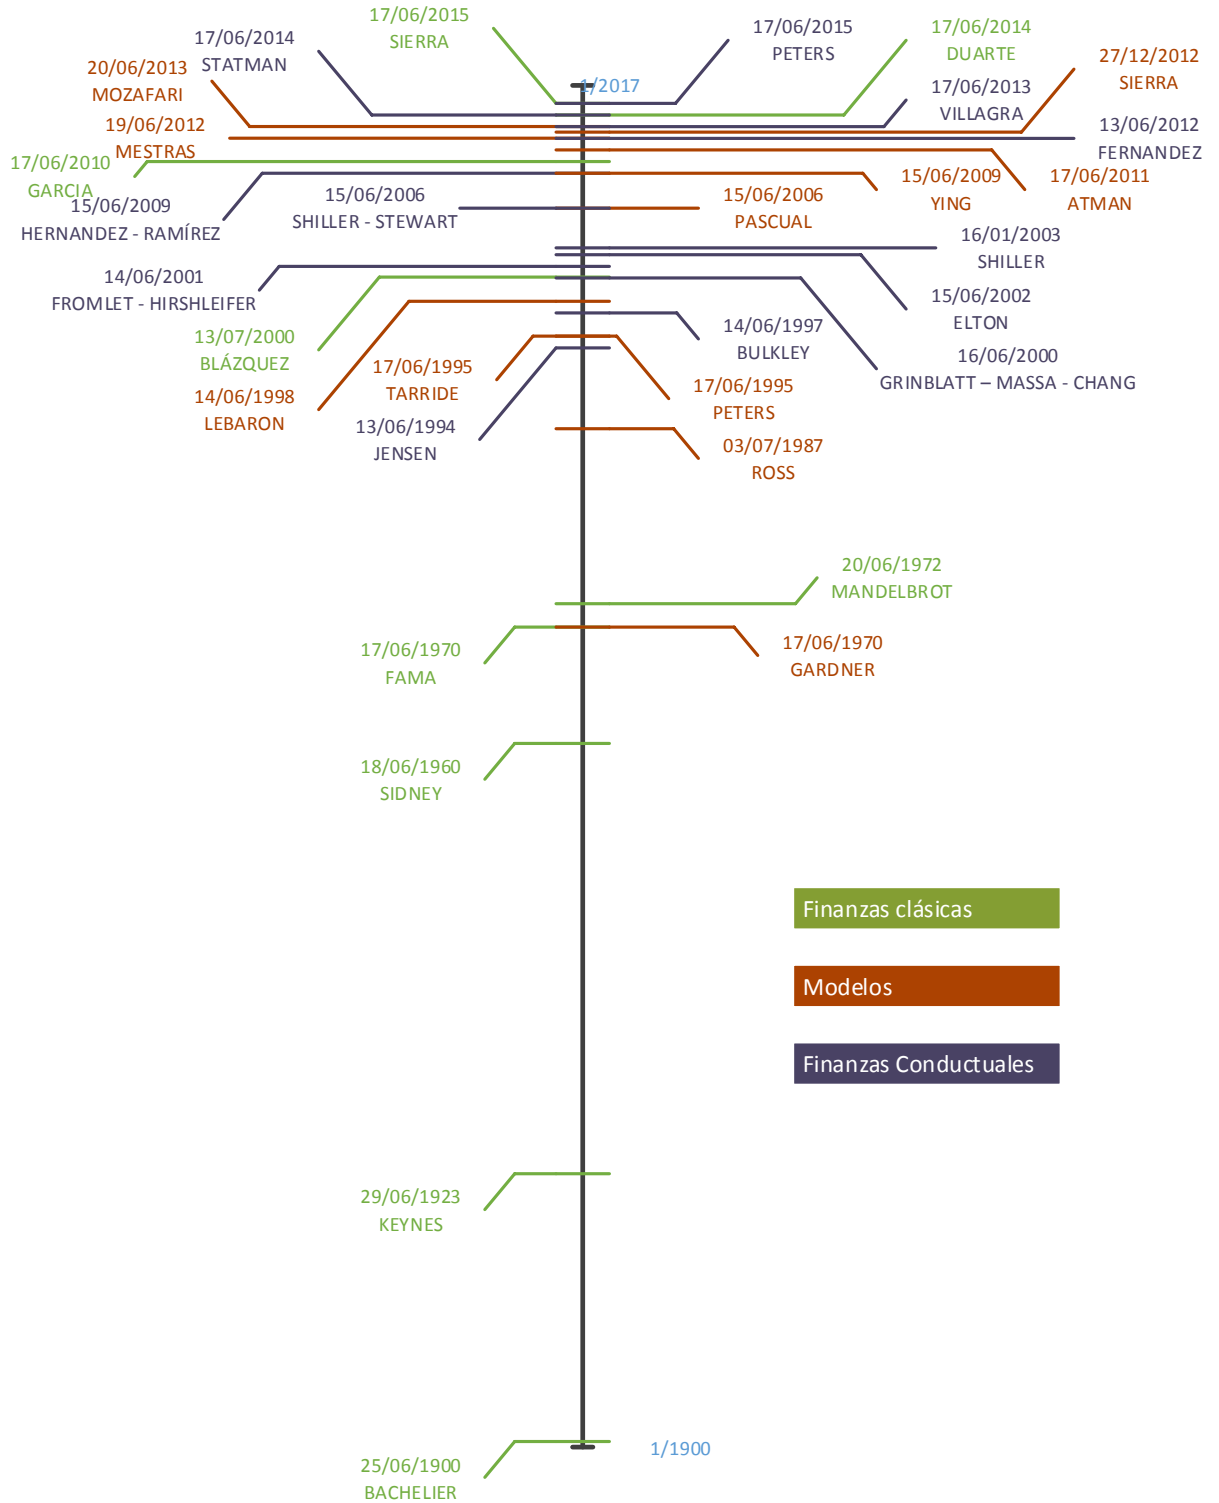 17/06/2015
SIERRA
17/06/2015
PETERS
17/06/2014
DUARTE
17/06/2014
STATMAN
27/12/2012
SIERRA
20/06/2013
MOZAFARI
1/2017
17/06/2013
VILLAGRA
19/06/2012
MESTRAS
13/06/2012
FERNANDEZ
17/06/2010
GARCIA
15/06/2009
HERNANDEZ - RAMÍREZ
15/06/2006
SHILLER - STEWART
15/06/2006
PASCUAL
15/06/2009
YING
17/06/2011
ATMAN
16/01/2003
SHILLER
14/06/2001
FROMLET - HIRSHLEIFER
15/06/2002
ELTON
13/07/2000
BLÁZQUEZ
14/06/1997
BULKLEY
16/06/2000
GRINBLATT – MASSA - CHANG
17/06/1995
TARRIDE
14/06/1998
LEBARON
17/06/1995
PETERS
13/06/1994
JENSEN
03/07/1987
ROSS
20/06/1972
MANDELBROT
17/06/1970
FAMA
17/06/1970
GARDNER
18/06/1960
SIDNEY
Finanzas clásicas
Modelos
Finanzas Conductuales
29/06/1923
KEYNES
1/1900
25/06/1900
BACHELIER